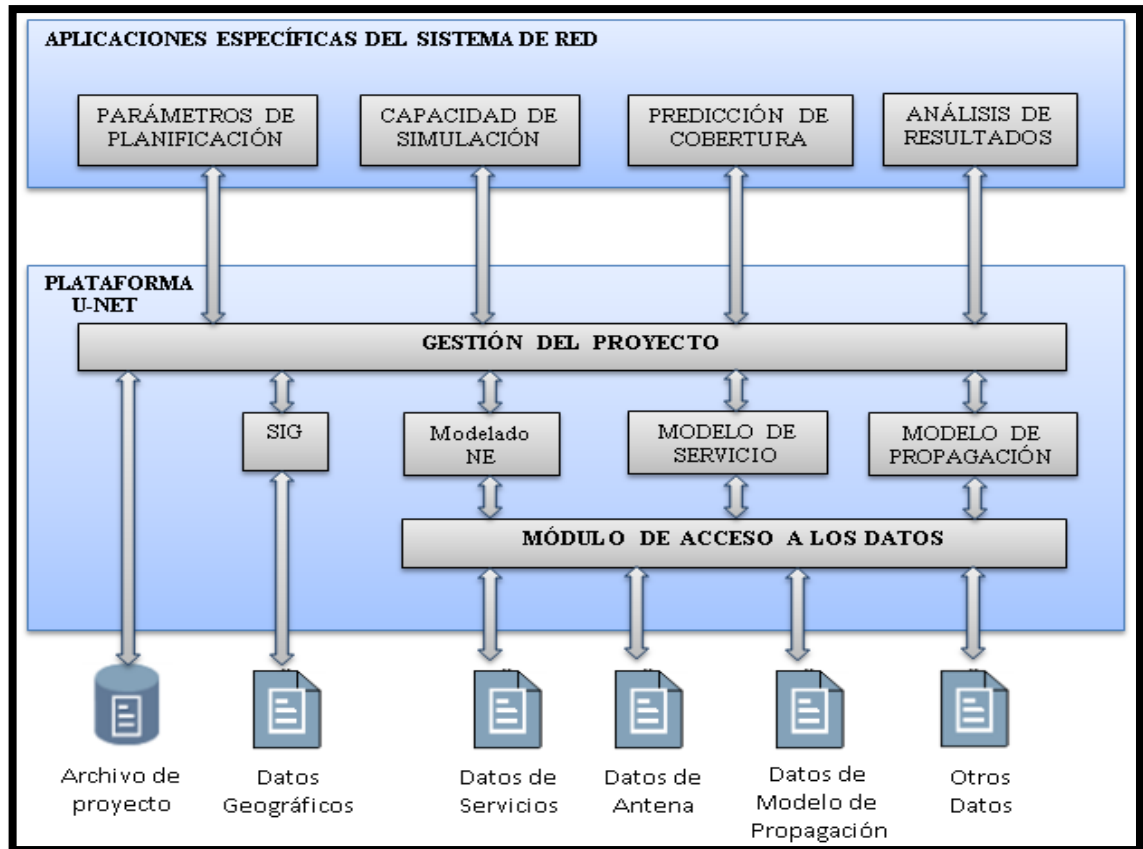 APLICACIONES ESPECÍFICAS DEL SISTEMA DE RED
PARÁMETROS DE
PLANIFICACIÓN
CAPACIDAD DE
SIMULACIÓN
PREDICCIÓN DE
COBERTURA
ANÁLISIS DE
RESULTADOS
PLATAFORMA
U-NET
GESTIÓN DEL PROYECTO
SIG
Modelado
NE
MODELO DE
SERVICIO
MODELO DE
PROPAGACIÓN
MÓDULO DE ACCESO A LOS DATOS
Archivo de
proyecto
Datos
Geográficos
Datos de
Servicios
Datos de
Antena
Datos de
Modelo de
Propagación
Otros
Datos